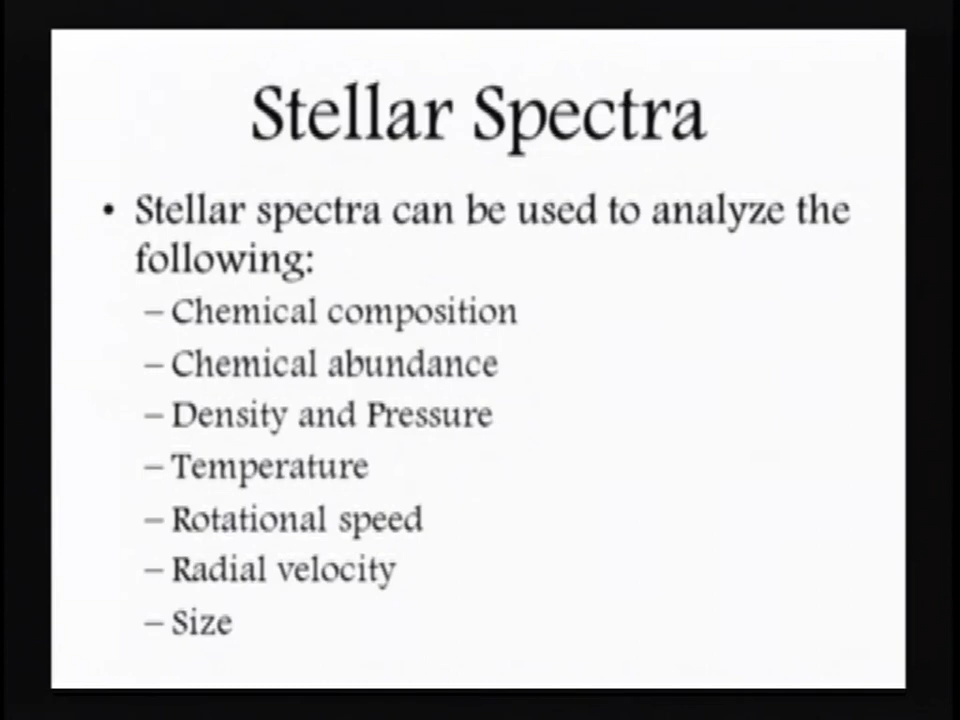 Stellar Spectra
• Stellar spectra can be used to analyze the
following:
– Chemical composition
– Chemical abundance
– Density and Pressure
– Temperature
– Rotational speed
– Radial velocity
– Size